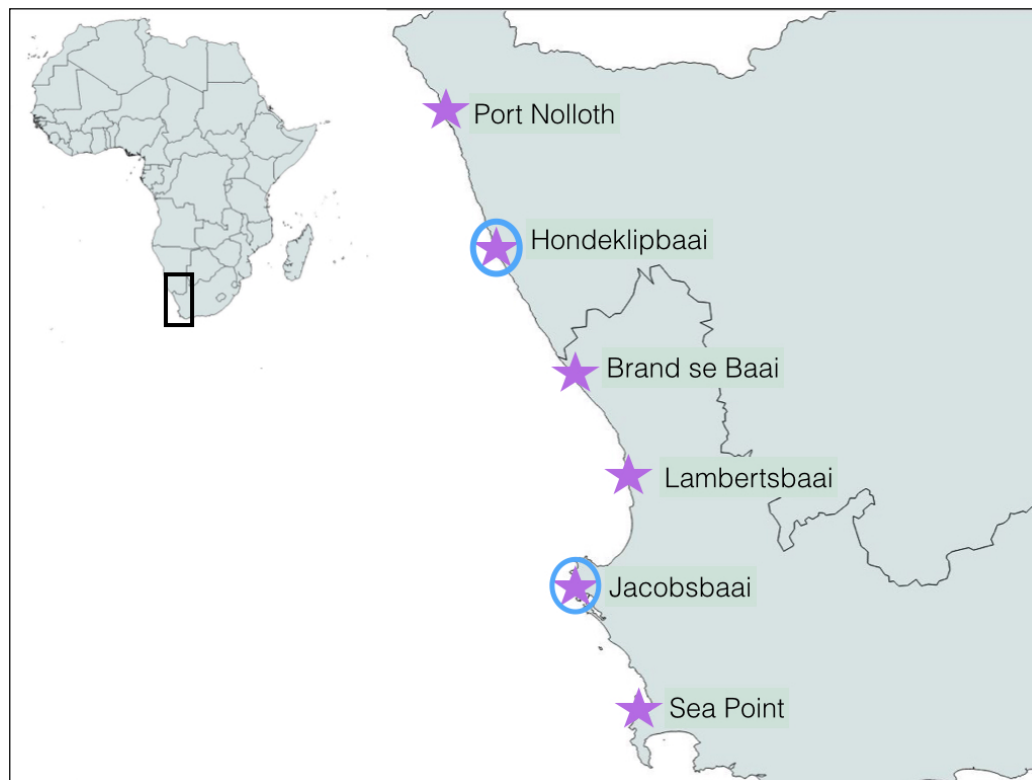 Port Nolloth
Hondeklipbaai
Brand se Baai
Lambertsbaai
Jacobsbaai
Sea Point